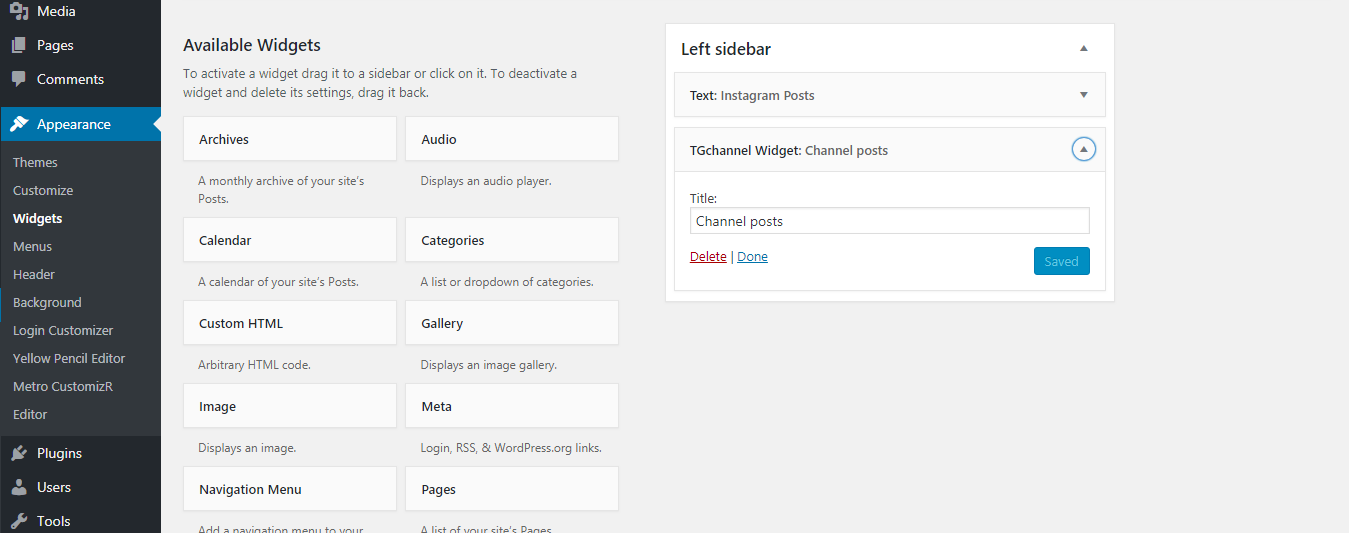 Media
Pages
Comments
Appearance
Themes
Customize
Widgets
Menus
Header
Background
Login Customizer
Yellow Pencil Editor
Metro CustomizR
Editor
Plugins
Users
Tools
Available Widgets
To activate a widget drag it to a sidebar or click on it. To deactivate a
widget and delete its settings, drag it back.
Archives
A monthly archive of your site's
Posts.
Audio
Displays an audio player.
Calendar
A calendar of your site's Posts.
Categories
A list or dropdown of categories.
Custom HTML
Arbitrary HTML code.
Gallery
Displays an image gallery.
Image
Displays an image.
Meta
Login, RSS, & WordPress.org links.
Navigation Menu
Add a navigation menu to your
Pages
A list of your site's Pages.
Left sidebar
Text: Instagram Posts
TGchannel Widget: Channel posts
Title:
Channel posts
Delete | Done
Saved